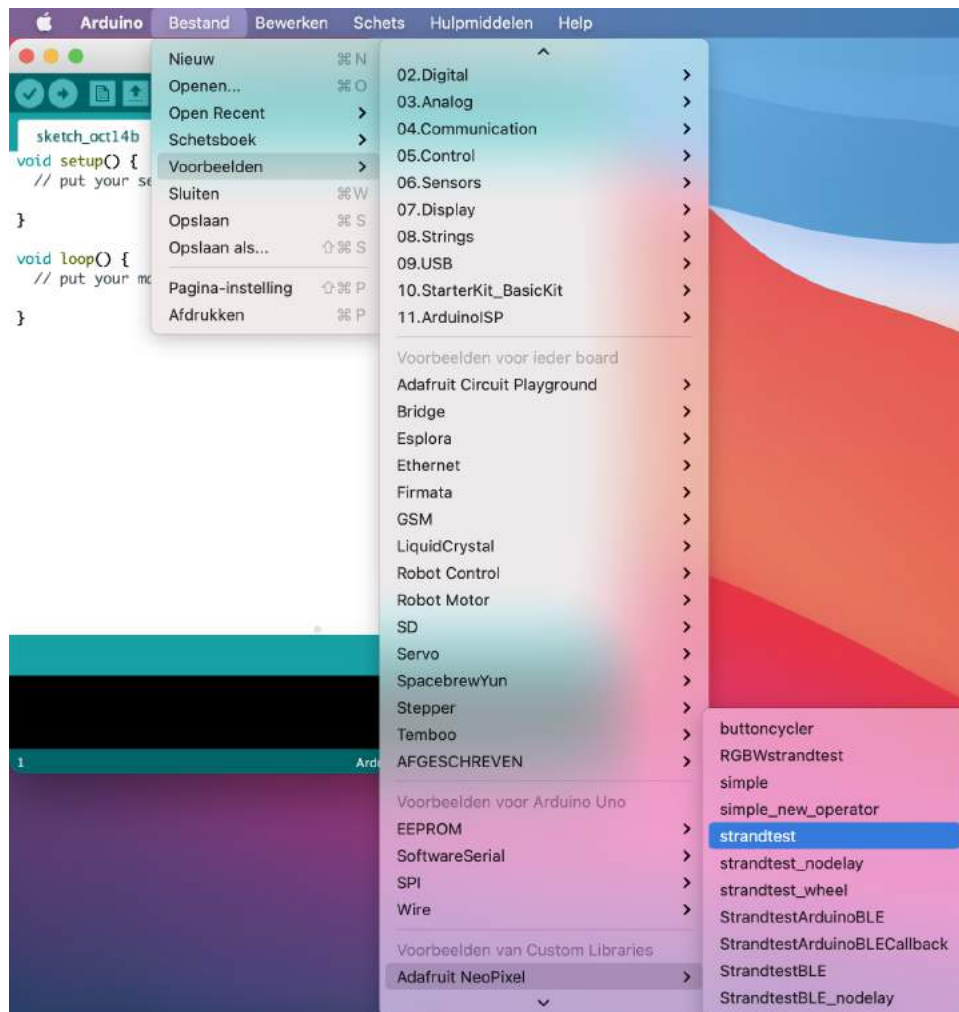 Arduino Bestand Bewerken Schets Hulpmiddelen Help
sketch_oct14b
void setup() {
// put your se
}
void loop() {
// put your mo
}
1
Ardu
Nieuw ⌘ N
Openen... ⌘ O
Open Recent
Schetsboek
Voorbeelden
Sluiten ⌘ W
Opslaan ⌘ S
Opslaan als... ⇧ ⌘ S
Pagina-instelling ⇧ ⌘ P
Afdrukken ⌘ P
02.Digital
03.Analog
04.Communication
05.Control
06.Sensors
07.Display
08.Strings
09.USB
10.StarterKit_BasicKit
11.ArduinoISP
Voorbeelden voor ieder board
Adafruit Circuit Playground
Bridge
Esplora
Ethernet
Firmata
GSM
LiquidCrystal
Robot Control
Robot Motor
SD
Servo
SpacebrewYun
Stepper
Temboo
AFGESCHREVEN
Voorbeelden voor Arduino Uno
EEPROM
SoftwareSerial
SPI
Wire
Voorbeelden van Custom Libraries
Adafruit NeoPixel
buttoncycler
RGBWstrandtest
simple
simple_new_operator
strandtest
strandtest_nodelay
strandtest_wheel
StrandtestArduinoBLE
StrandtestArduinoBLECallback
StrandtestBLE
StrandtestBLE_nodelay